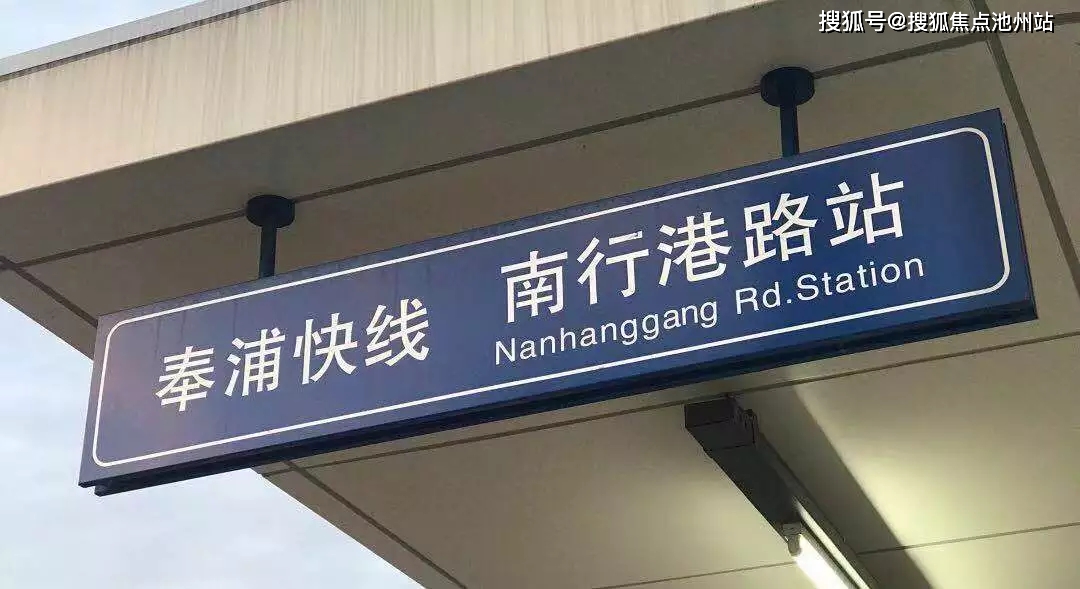 搜狐号@搜狐焦点池州站
奉浦快线 南行港路站
Nanhanggang Rd.Station